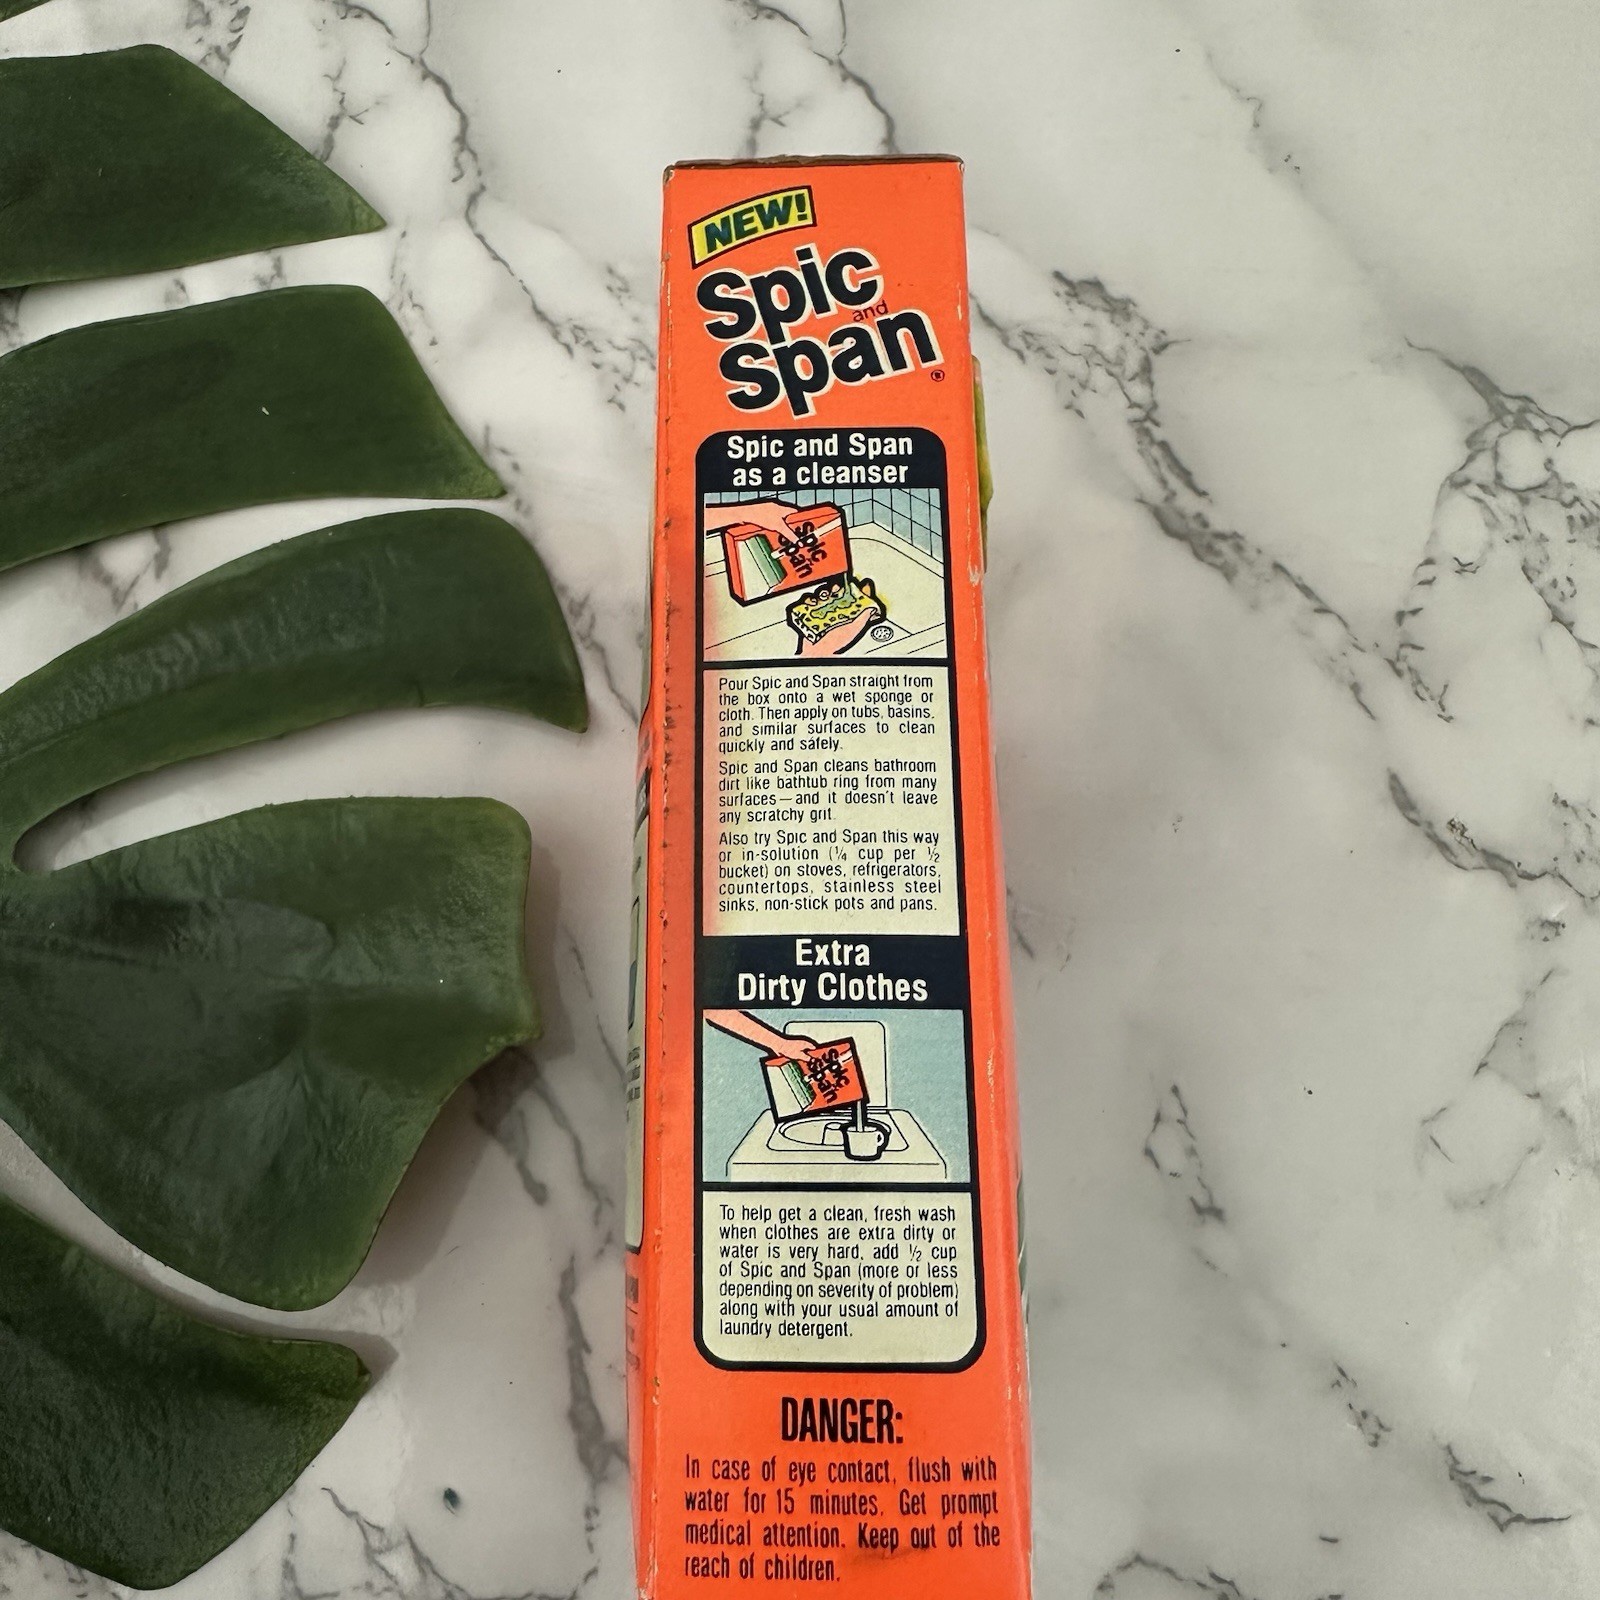 NEW!
Spic
and
Span
®
Spic and Span
as a cleanser
Spic
Span
Pour Spic and Span straight from
the box onto a wet sponge or
cloth. Then apply on tubs, basins,
and similar surfaces to clean
quickly and safely.
Spic and Span cleans bathroom
dirt like bathtub ring from many
surfaces—and it doesn't leave
any scratchy grit.
Also try Spic and Span this way
or in-solution (¼ cup per ½
bucket) on stoves, refrigerators,
countertops, stainless steel
sinks, non-stick pots and pans.
Extra
Dirty Clothes
Spic
Span
To help get a clean, fresh wash
when clothes are extra dirty or
water is very hard, add ½ cup
of Spic and Span (more or less
depending on severity of problem)
along with your usual amount of
laundry detergent.
DANGER:
In case of eye contact, flush with
water for 15 minutes. Get prompt
medical attention. Keep out of the
reach of children.